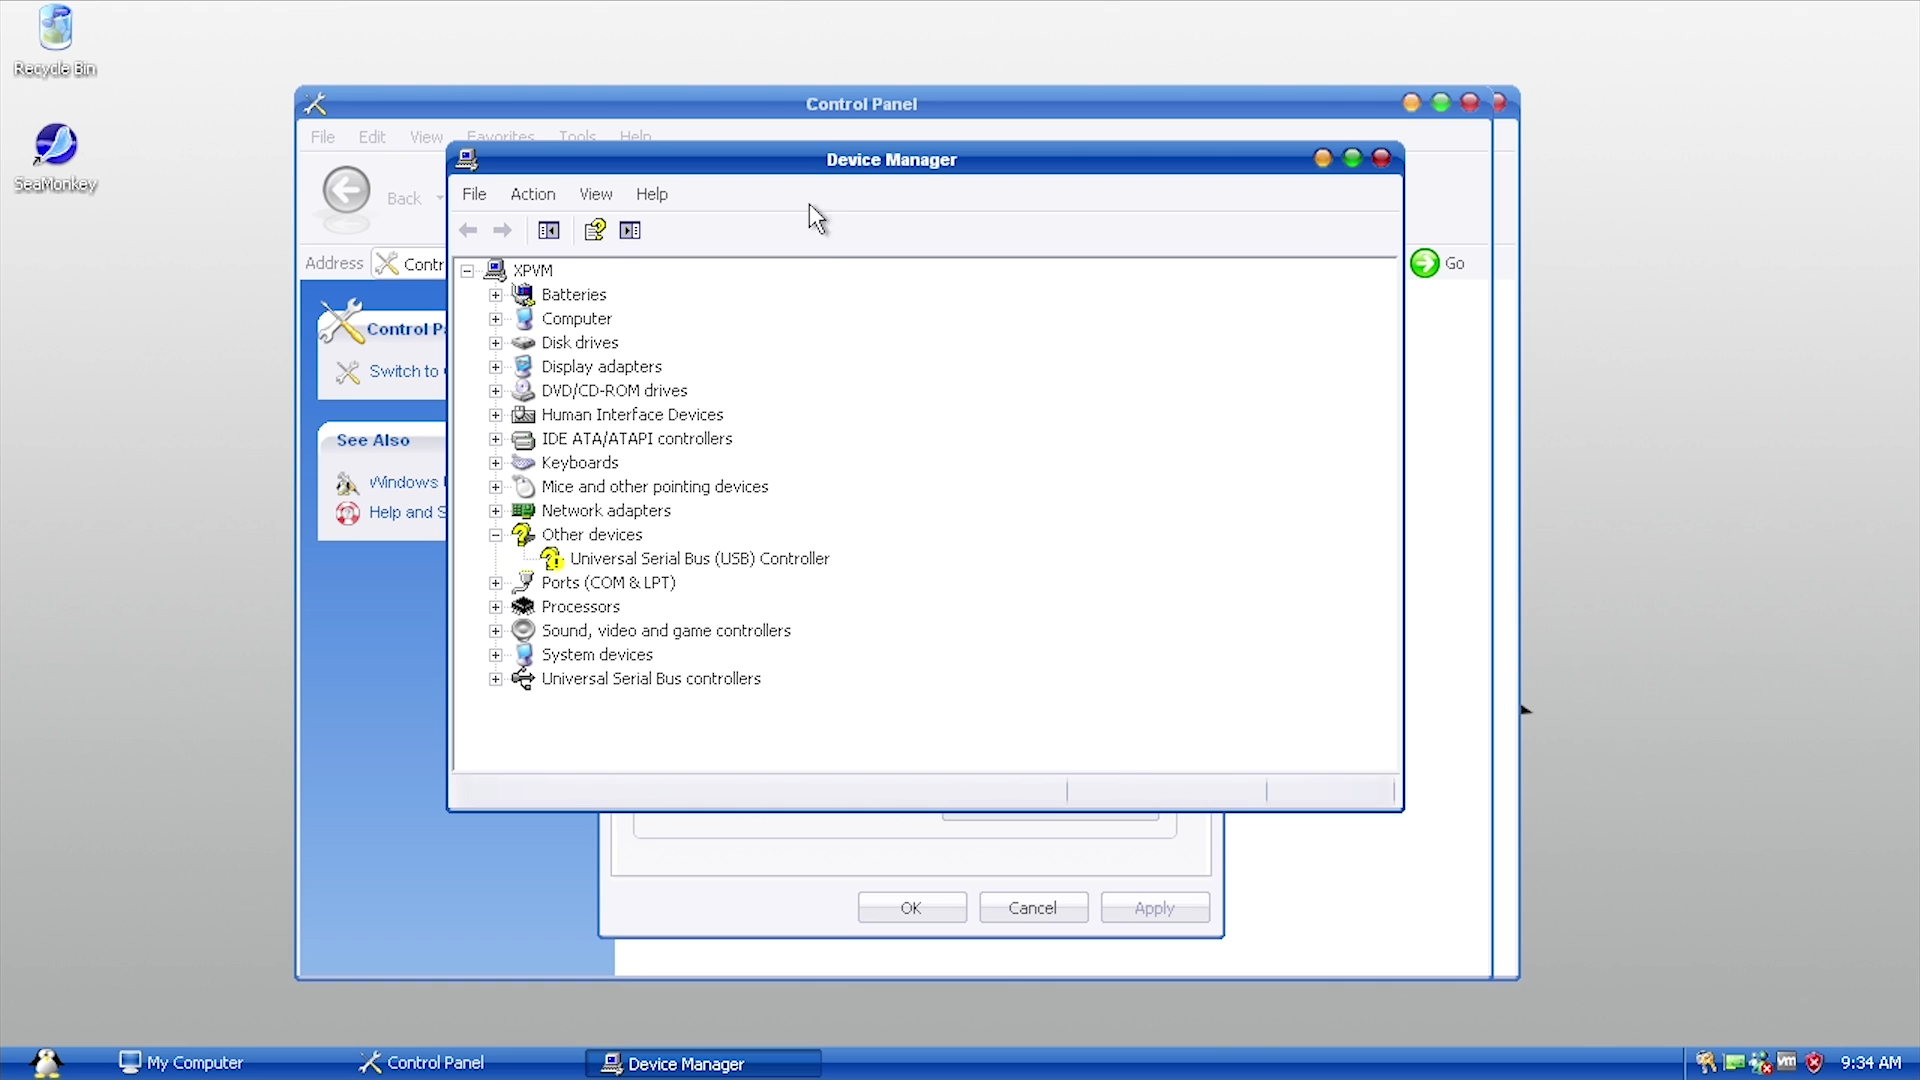 Recycle Bin
SeaMonkey
Control Panel
File Edit View Favorites Tools Help
Back
Address Contr
Go
Control P
Switch to
See Also
Windows
Help and S
Device Manager
File Action View Help
XPVM
Batteries
Computer
Disk drives
Display adapters
DVD/CD-ROM drives
Human Interface Devices
IDE ATA/ATAPI controllers
Keyboards
Mice and other pointing devices
Network adapters
Other devices
Universal Serial Bus (USB) Controller
Ports (COM & LPT)
Processors
Sound, video and game controllers
System devices
Universal Serial Bus controllers
OK Cancel Apply
My Computer Control Panel Device Manager vm 9:34 AM